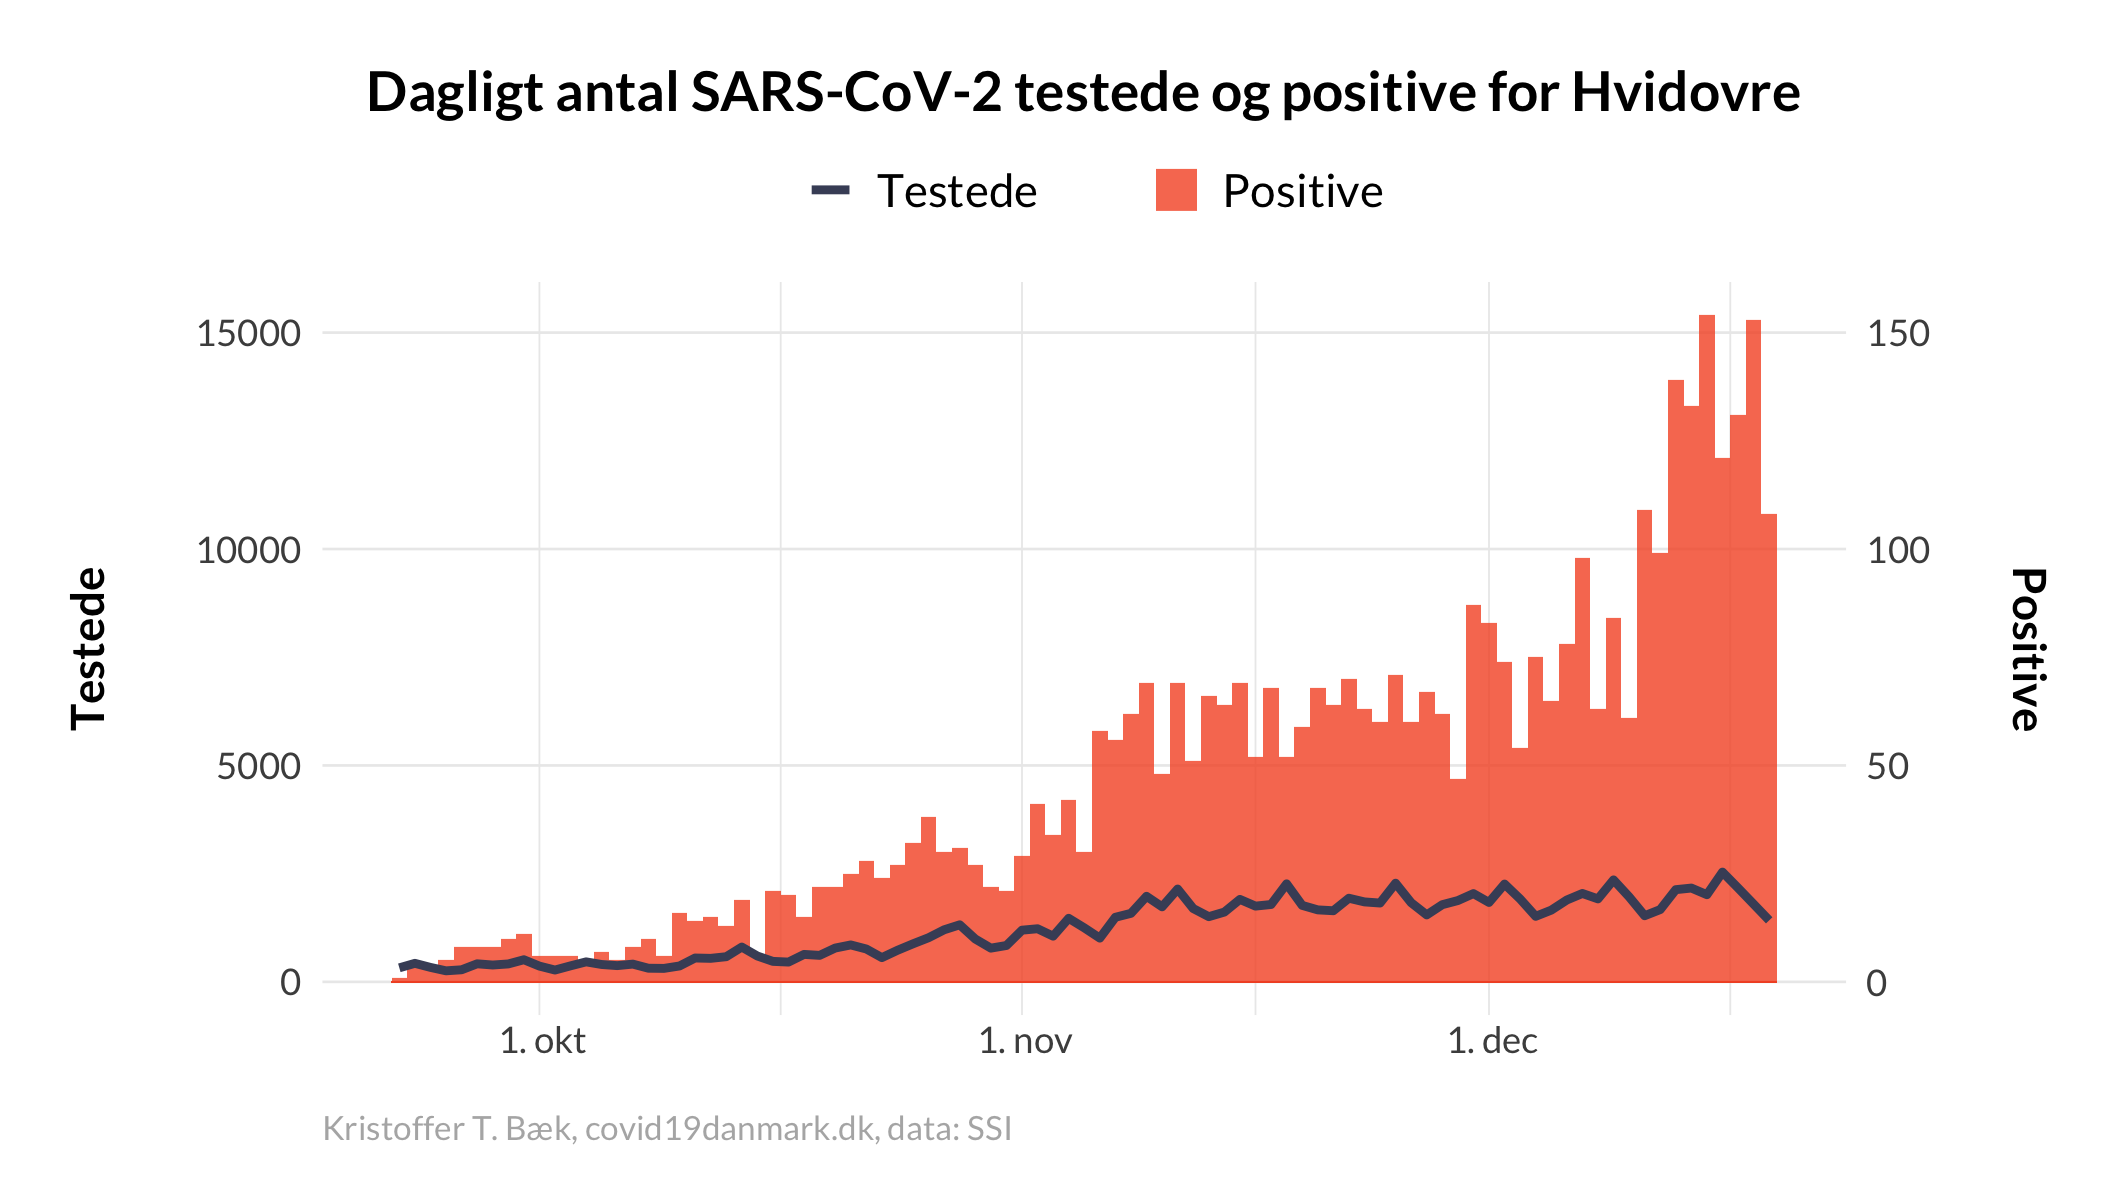 Dagligt antal SARS-CoV-2 testede og positive for Hvidovre
Testede
Positive
15000
10000
5000
0
Testede
150
100
50
0
Positive
1. okt
1. nov
1. dec
Kristoffer T. Bæk, covid19danmark.dk, data: SSI